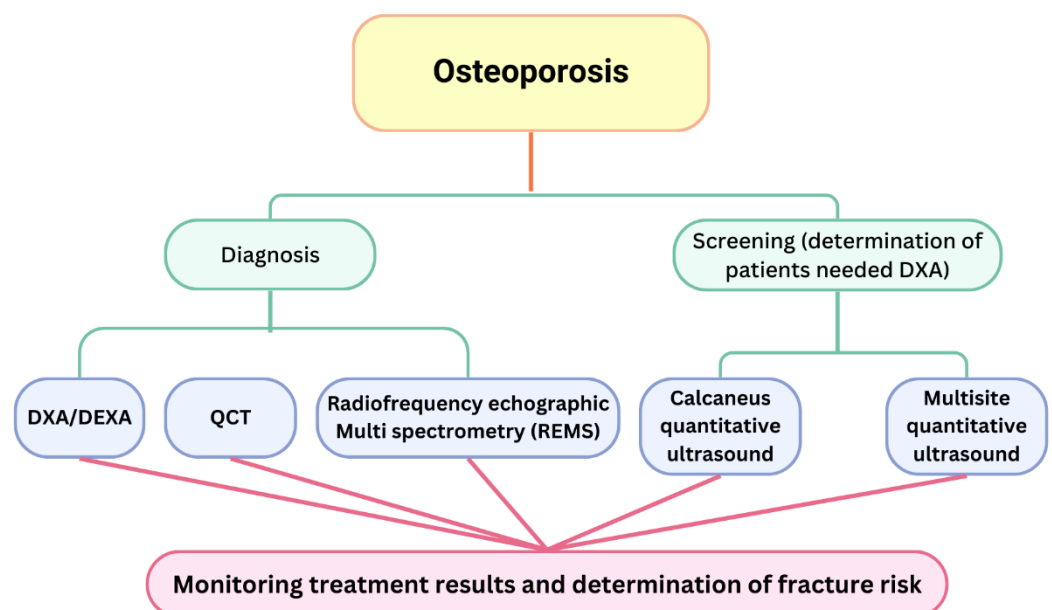 Osteoporosis
Diagnosis
Screening (determination of
patients needed DXA)
DXA/DEXA
QCT
Radiofrequency echographic
Multi spectrometry (REMS)
Calcaneus
quantitative
ultrasound
Multisite
quantitative
ultrasound
Monitoring treatment results and determination of fracture risk